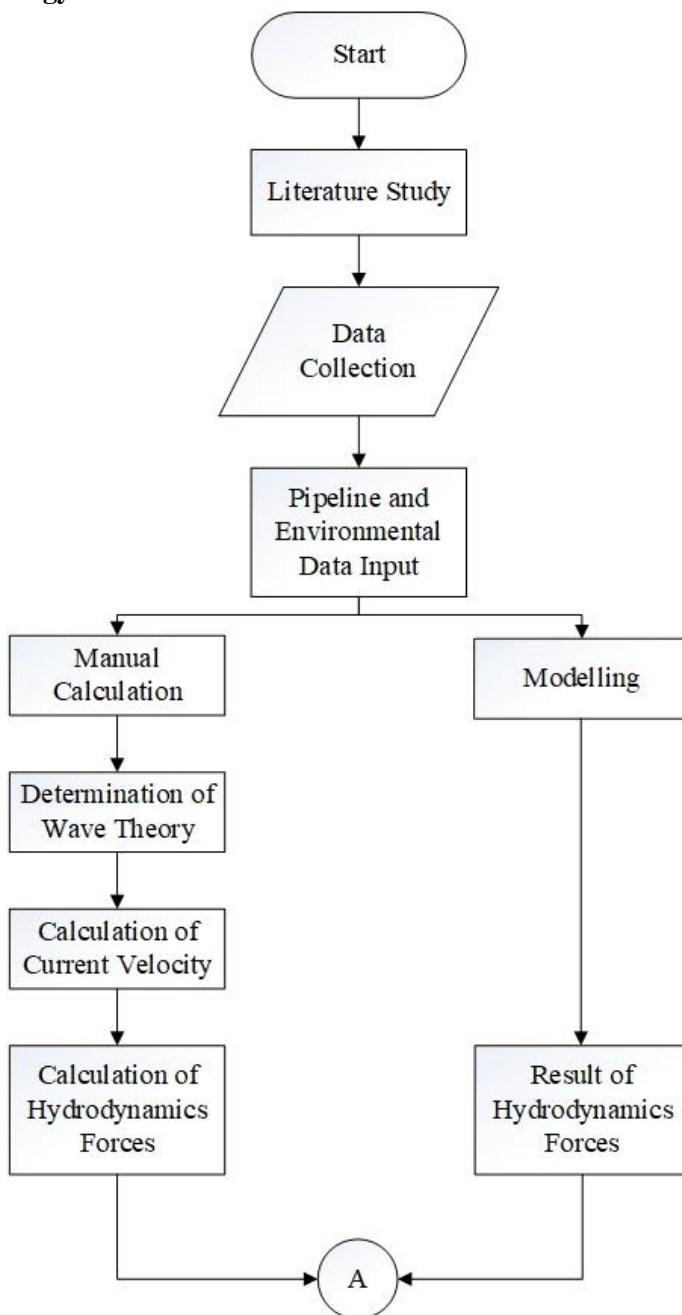 gy
Start
Literature Study
Data
Collection
Pipeline and
Environmental
Data Input
Manual
Calculation
Modelling
Determination of
Wave Theory
Calculation of
Current Velocity
Calculation of
Hydrodynamics
Forces
Result of
Hydrodynamics
Forces
A